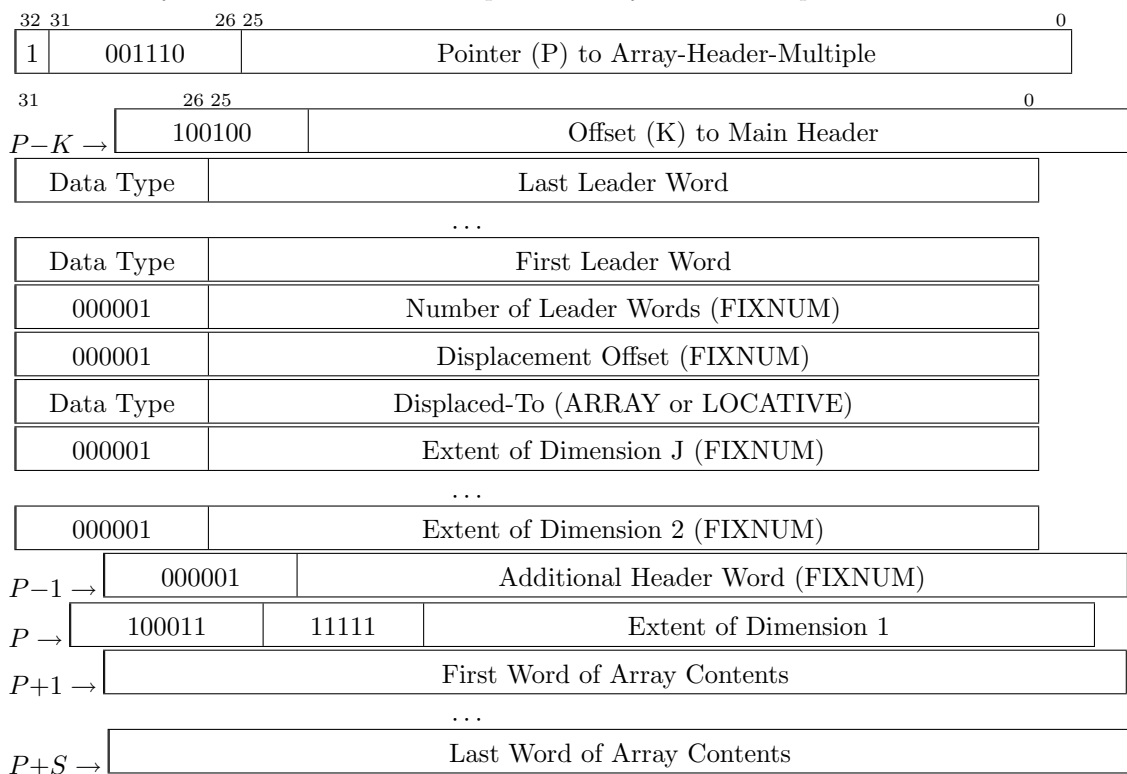 32 31 26 25 0
1 001110 Pointer (P) to Array-Header-Multiple
31 26 25 0
P−K → 100100 Offset (K) to Main Header
Data Type Last Leader Word
...
Data Type First Leader Word
000001 Number of Leader Words (FIXNUM)
000001 Displacement Offset (FIXNUM)
Data Type Displaced-To (ARRAY or LOCATIVE)
000001 Extent of Dimension J (FIXNUM)
...
000001 Extent of Dimension 2 (FIXNUM)
P−1 → 000001 Additional Header Word (FIXNUM)
P → 100011 11111 Extent of Dimension 1
P+1 → First Word of Array Contents
...
P+S → Last Word of Array Contents